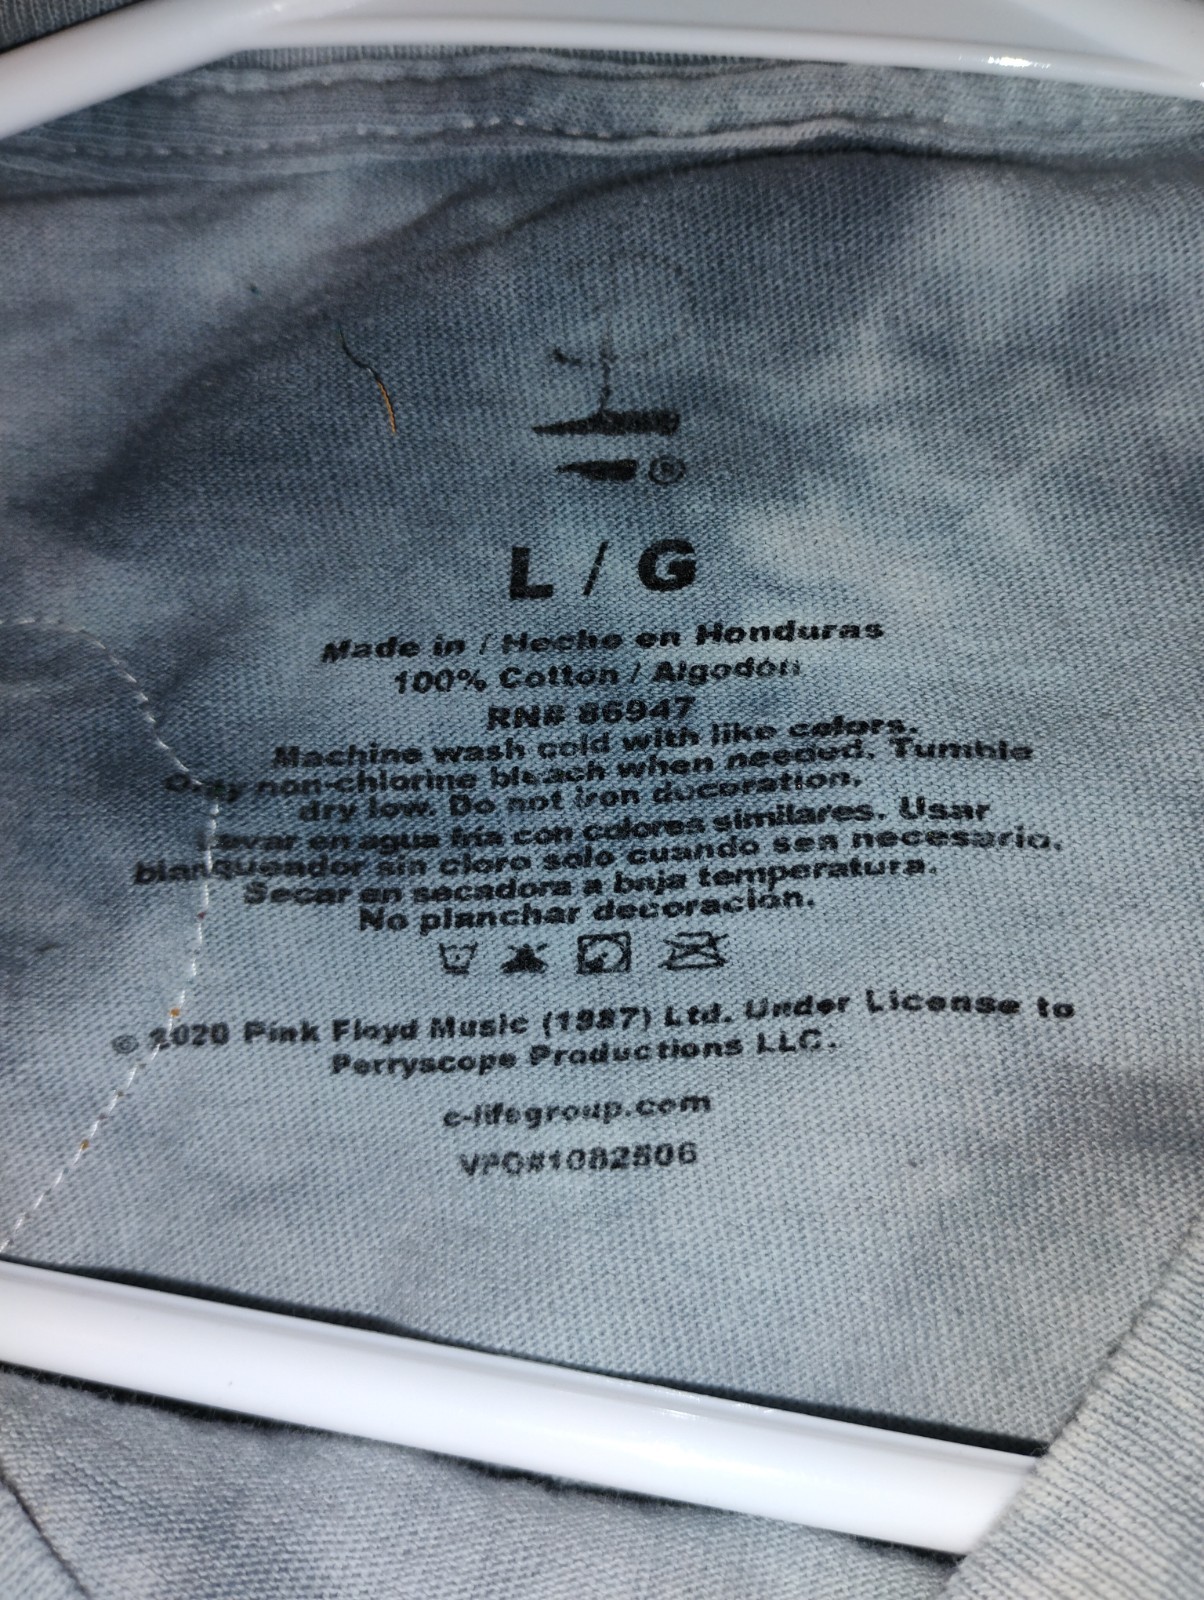 ®
L / G
Made in / Hecho en Honduras
100% Cotton / Algodón
RN# 86947
Machine wash cold with like colors.
Only non-chlorine bleach when needed. Tumble
dry low. Do not iron decoration.
Lavar en agua fría con colores similares. Usar
blanqueador sin cloro solo cuando sea necesario.
Secar en secadora a baja temperatura.
No planchar decoración.
© 2020 Pink Floyd Music (1987) Ltd. Under License to
Perryscope Productions LLC.
c-lifegroup.com
VPO#1082506